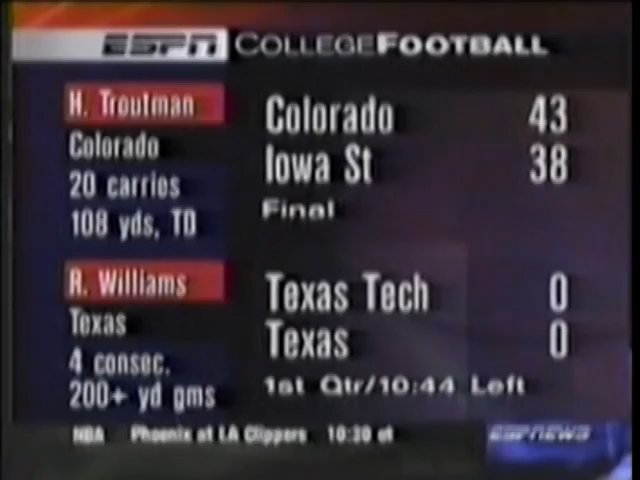 ESPN COLLEGEFOOTBALL
H. Troutman
Colorado
20 carries
108 yds, TD
Colorado 43
Iowa St 38
Final
R. Williams
Texas
4 consec.
200+ yd gms
Texas Tech 0
Texas 0
1st Qtr/10:44 Left
NBA Phoenix at LA Clippers 10:30 et
ESPNEWS